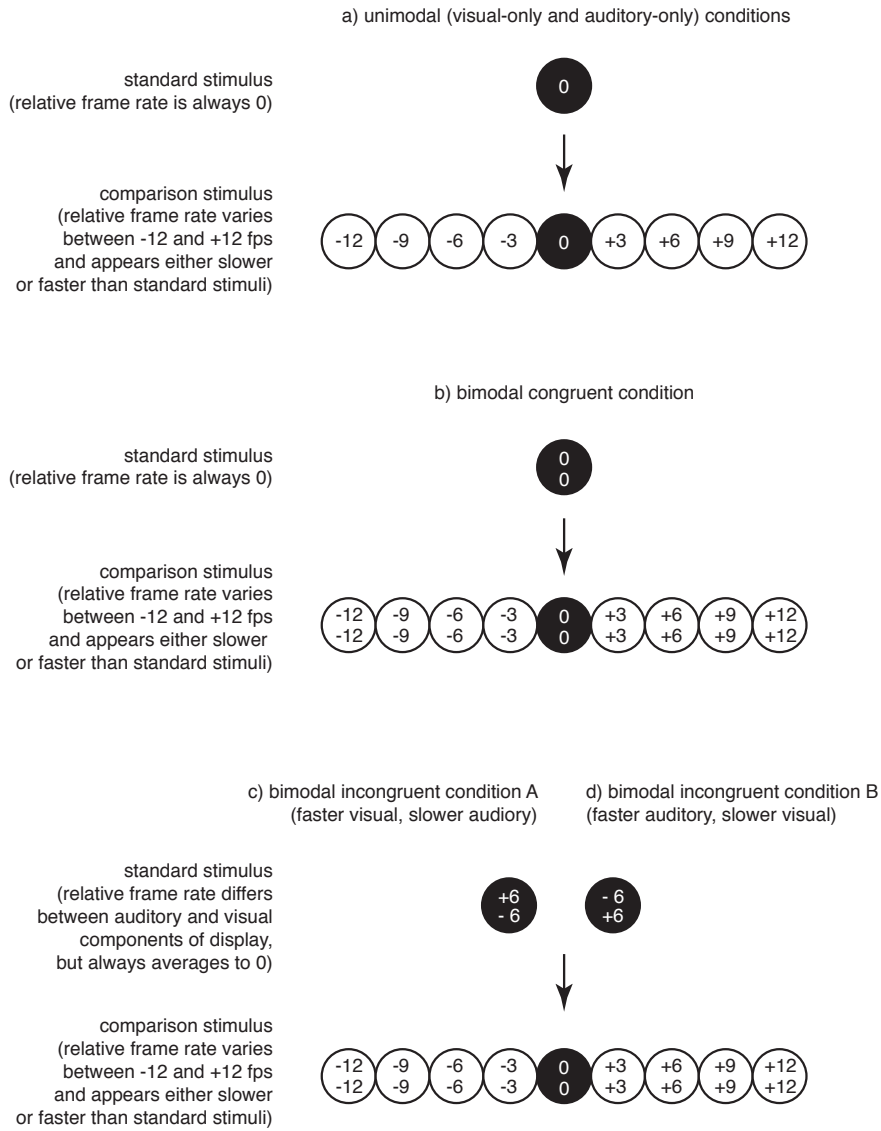 a) unimodal (visual-only and auditory-only) conditions
standard stimulus
(relative frame rate is always 0)
0
comparison stimulus
(relative frame rate varies
between -12 and +12 fps
and appears either slower
or faster than standard stimuli)
-12 -9 -6 -3 0 +3 +6 +9 +12
b) bimodal congruent condition
standard stimulus
(relative frame rate is always 0)
0
0
comparison stimulus
(relative frame rate varies
between -12 and +12 fps
and appears either slower
or faster than standard stimuli)
-12 -9 -6 -3 0 +3 +6 +9 +12
-12 -9 -6 -3 0 +3 +6 +9 +12
c) bimodal incongruent condition A
(faster visual, slower audiory)
d) bimodal incongruent condition B
(faster auditory, slower visual)
standard stimulus
(relative frame rate differs
between auditory and visual
components of display,
but always averages to 0)
+6
- 6
- 6
+6
comparison stimulus
(relative frame rate varies
between -12 and +12 fps
and appears either slower
or faster than standard stimuli)
-12 -9 -6 -3 0 +3 +6 +9 +12
-12 -9 -6 -3 0 +3 +6 +9 +12